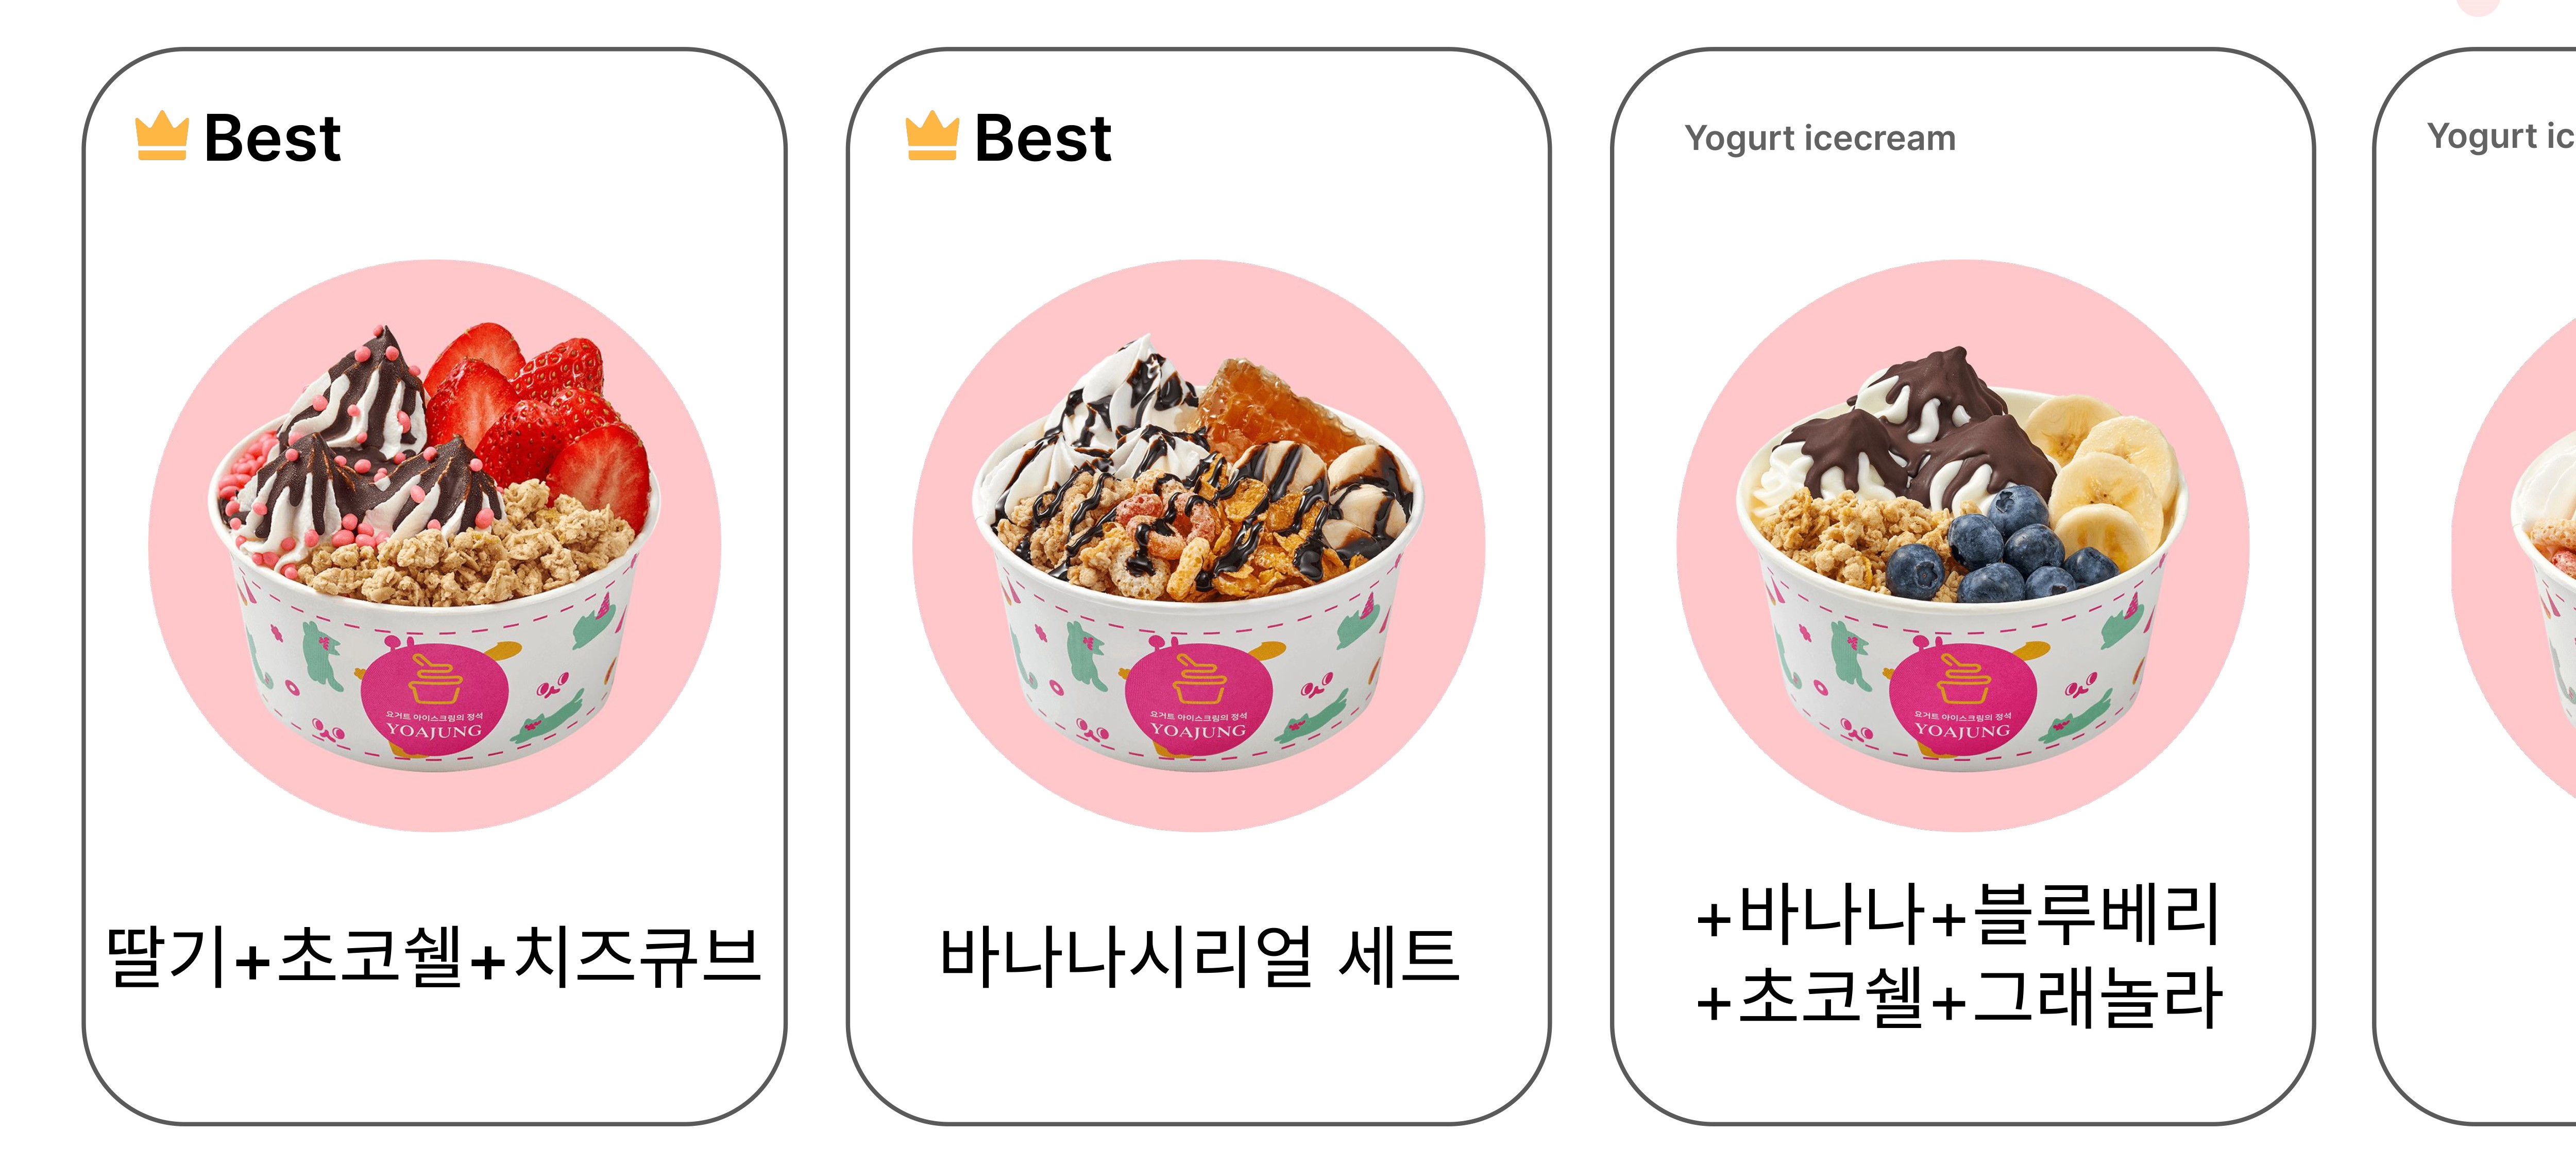 Best
요거트 아이스크림의 정석
YOAJUNG
딸기+초코쉘+치즈큐브
Best
요거트 아이스크림의 정석
YOAJUNG
바나나시리얼 세트
Yogurt icecream
요거트 아이스크림의 정석
YOAJUNG
+바나나+블루베리
+초코쉘+그래놀라
Yogurt ic